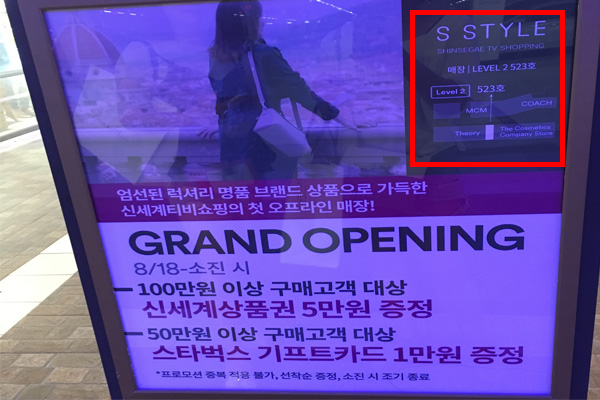 S STYLE
SHINSEGAE TV SHOPPING
매장 | LEVEL 2 523호
Level 2 523호
MCM COACH
Theory The Cosmetics Company Store
엄선된 럭셔리 명품 브랜드 상품으로 가득한
신세계티비쇼핑의 첫 오프라인 매장!
GRAND OPENING
8/18-소진 시
100만원 이상 구매고객 대상
신세계상품권 5만원 증정
50만원 이상 구매고객 대상
스타벅스 기프트카드 1만원 증정
*프로모션 중복 적용 불가, 선착순 증정, 소진 시 조기 종료